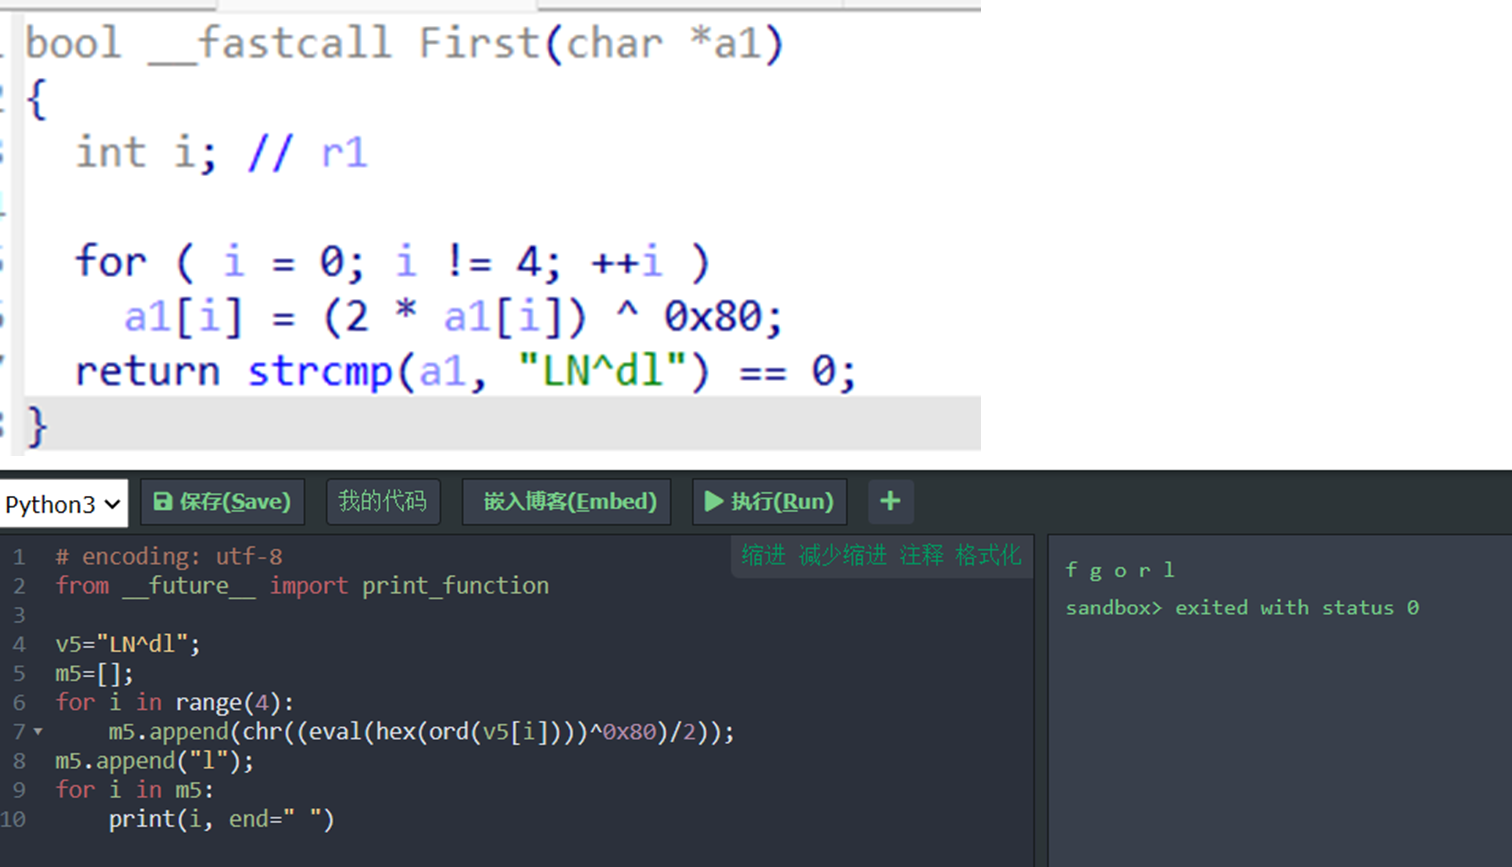 bool __fastcall First(char *a1)
{
int i; // r1
for ( i = 0; i != 4; ++i )
a1[i] = (2 * a1[i]) ^ 0x80;
return strcmp(a1, "LN^dl") == 0;
}
Python3 保存(Save) 我的代码 嵌入博客(Embed) 执行(Run) +
缩进 减少缩进 注释 格式化
1 # encoding: utf-8
2 from __future__ import print_function
3
4 v5="LN^dl";
5 m5=[];
6 for i in range(4):
7 m5.append(chr((eval(hex(ord(v5[i])))^0x80)/2));
8 m5.append("l");
9 for i in m5:
10 print(i, end=" ")
f g o r l
sandbox> exited with status 0